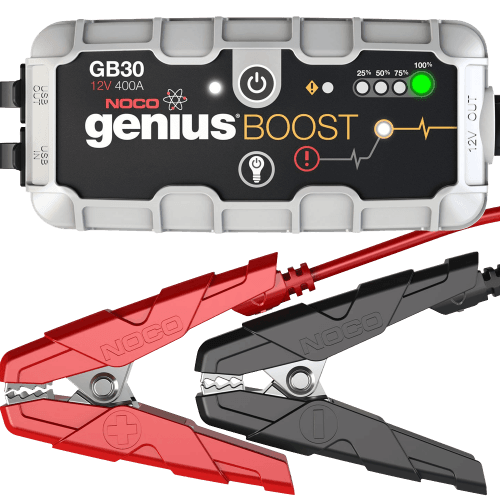 GB30
12V 400A
NOCO
genius BOOST
25% 50% 75% 100%
USB OUT
USB IN
12V OUT
NOCO
NOCO